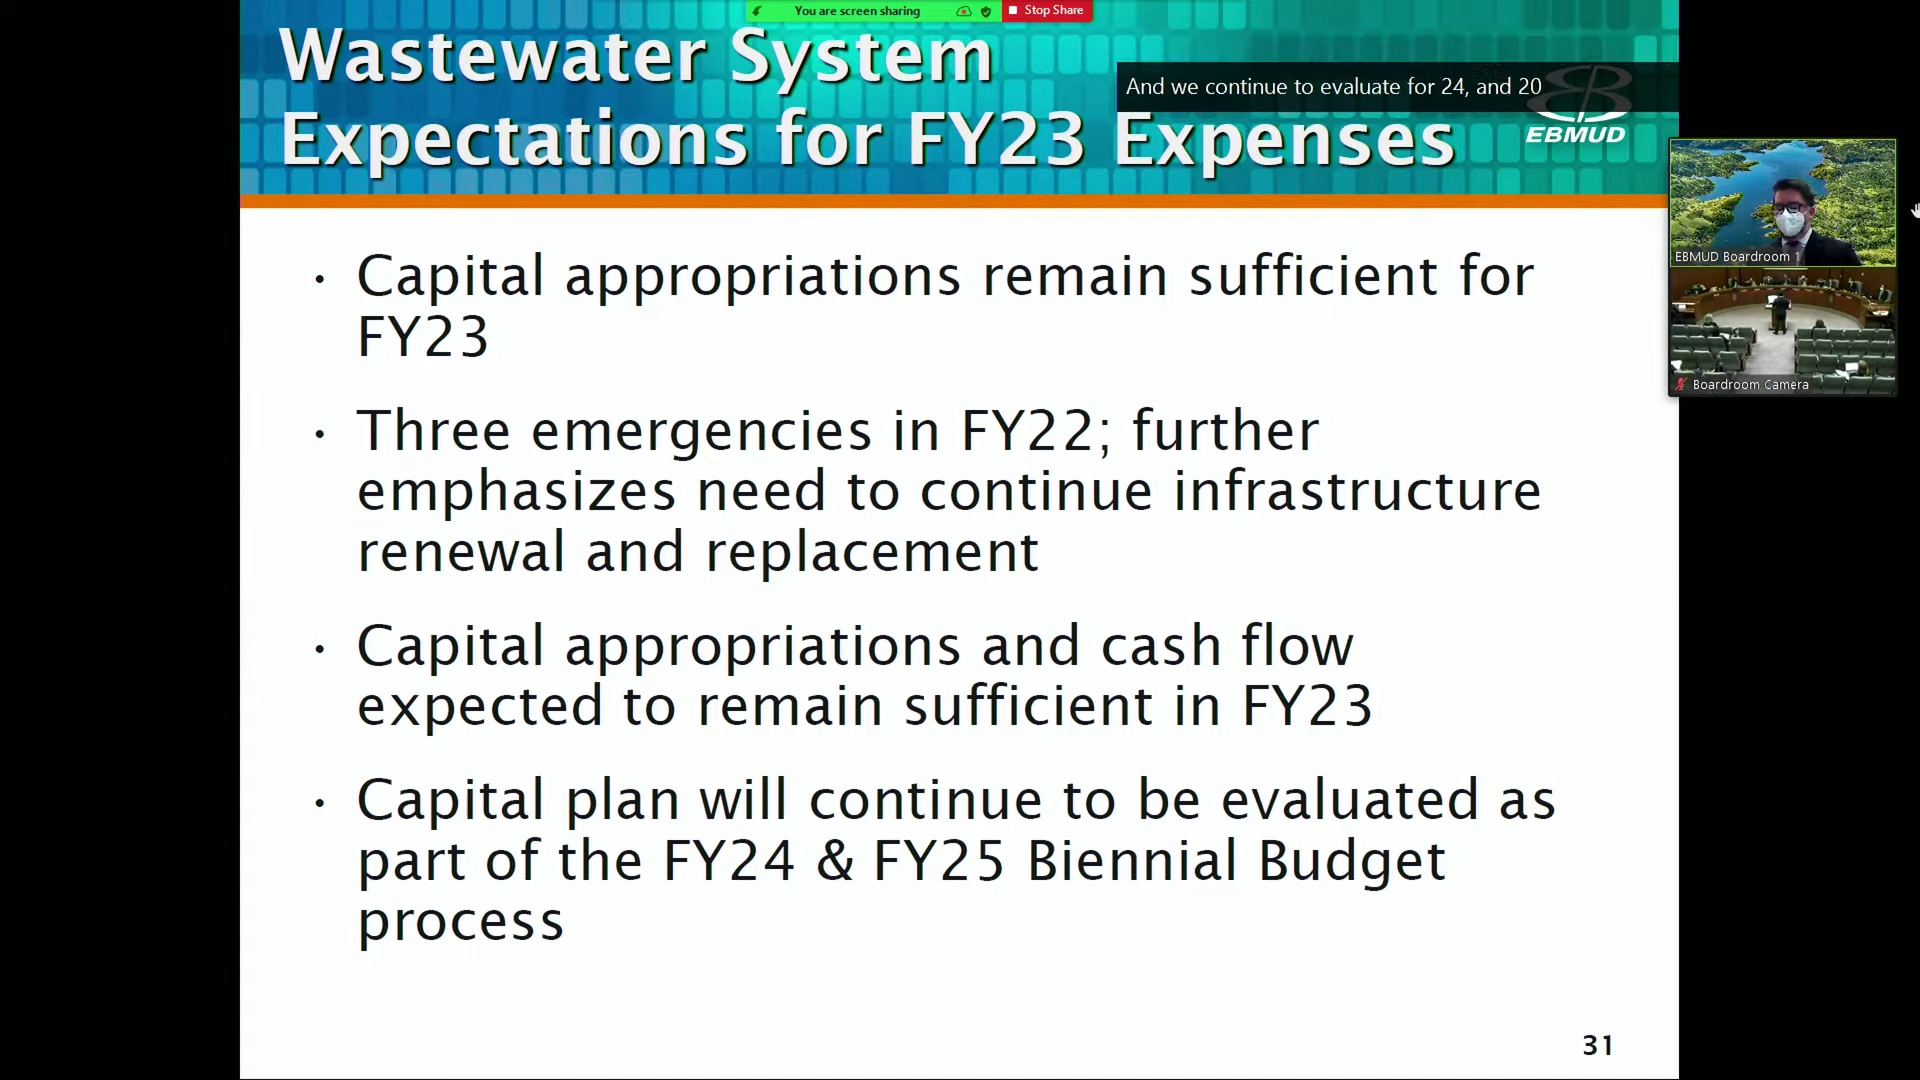 You are screen sharing
Stop Share
Wastewater System
Expectations for FY23 Expenses
And we continue to evaluate for 24, and 20
EBMUD
EBMUD Boardroom 1
Boardroom Camera
• Capital appropriations remain sufficient for
FY23
• Three emergencies in FY22; further
emphasizes need to continue infrastructure
renewal and replacement
• Capital appropriations and cash flow
expected to remain sufficient in FY23
• Capital plan will continue to be evaluated as
part of the FY24 & FY25 Biennial Budget
process
31